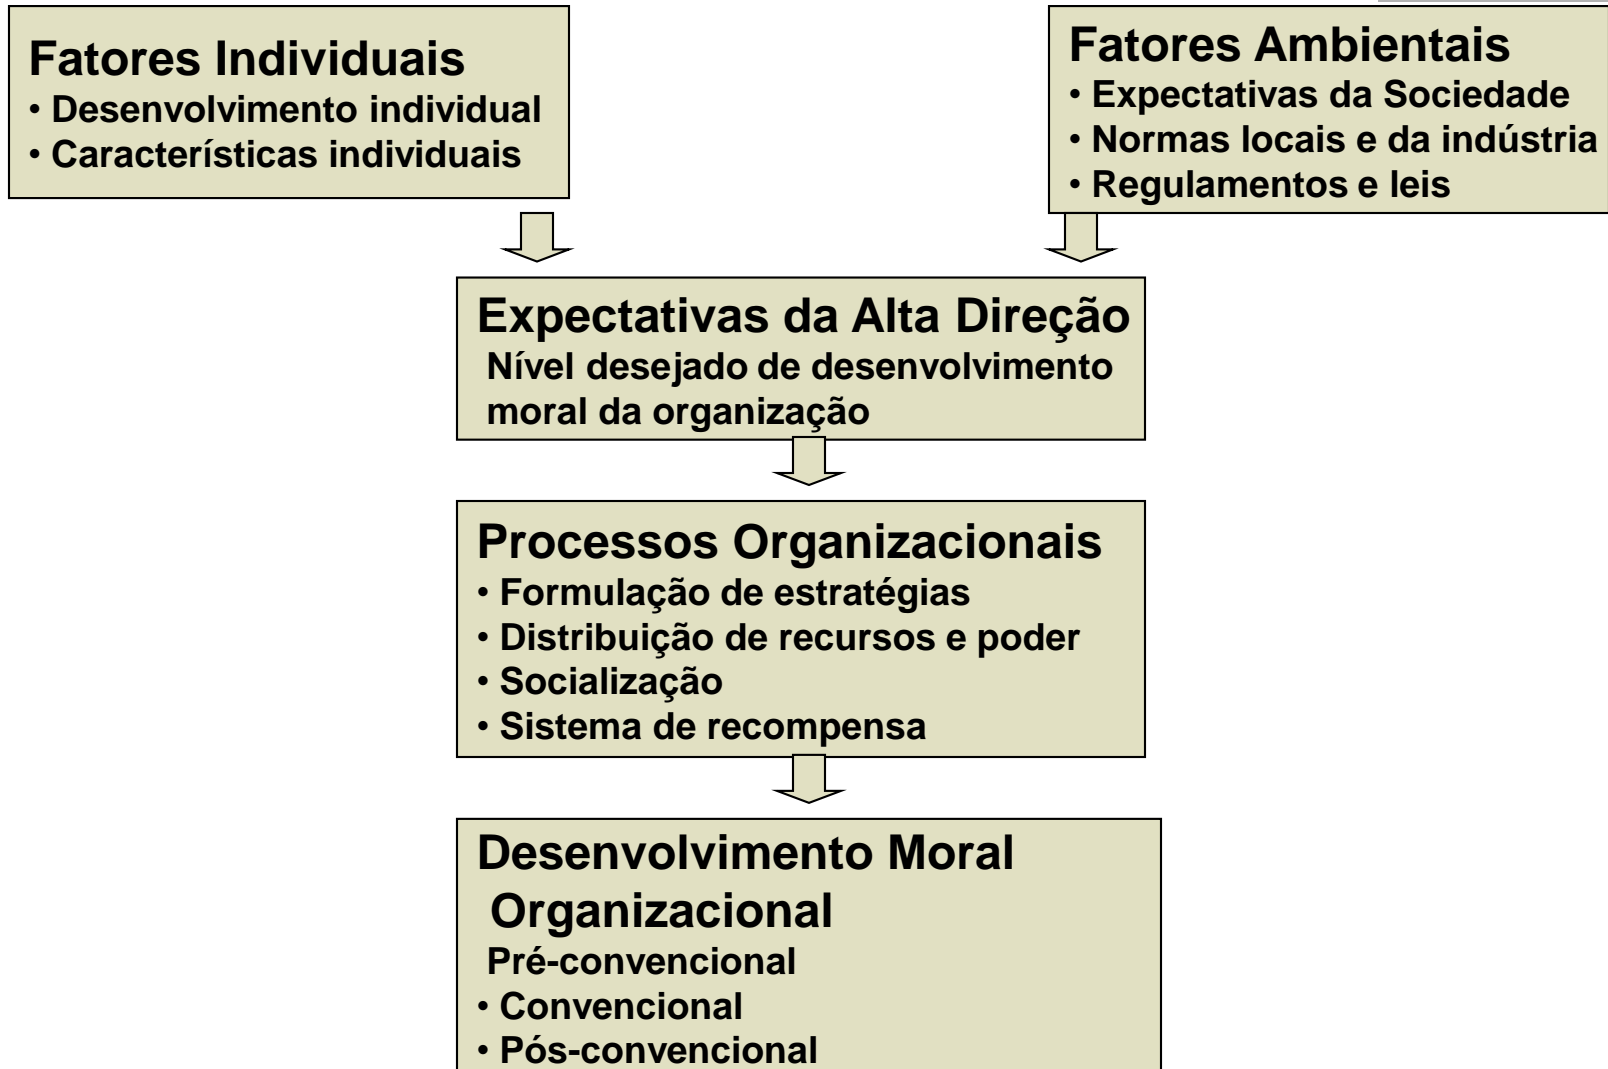 Fatores Individuais
• Desenvolvimento individual
• Características individuais
Fatores Ambientais
• Expectativas da Sociedade
• Normas locais e da indústria
• Regulamentos e leis
Expectativas da Alta Direção
Nível desejado de desenvolvimento
moral da organização
Processos Organizacionais
• Formulação de estratégias
• Distribuição de recursos e poder
• Socialização
• Sistema de recompensa
Desenvolvimento Moral
Organizacional
Pré-convencional
• Convencional
• Pós-convencional